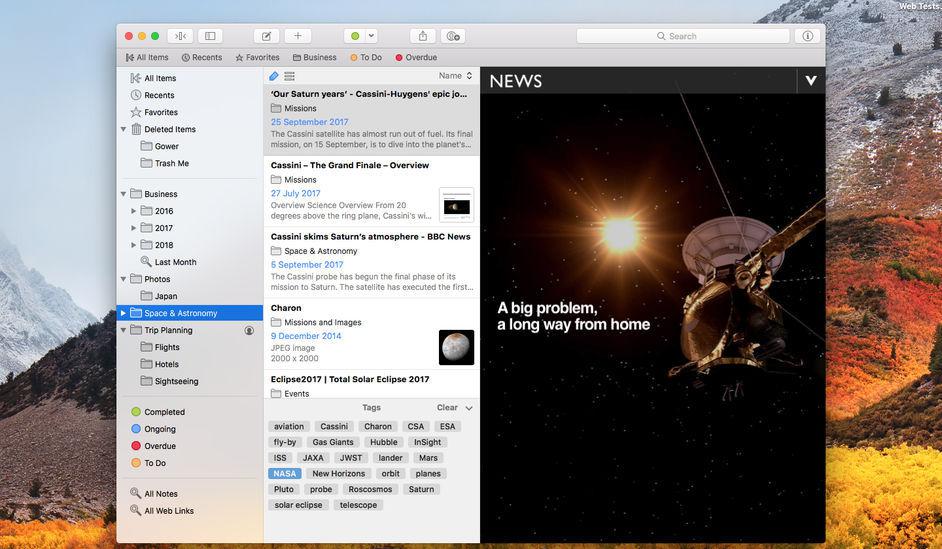 Web Tests.
Search
All Items
Recents
Favorites
Business
To Do
Overdue
All Items
Recents
Favorites
Deleted Items
Gower
Trash Me
Business
2016
2017
2018
Last Month
Photos
Japan
Space & Astronomy
Trip Planning
Flights
Hotels
Sightseeing
Completed
Ongoing
Overdue
To Do
All Notes
All Web Links
Name
‘Our Saturn years’ - Cassini-Huygens' epic jo...
Missions
25 September 2017
The Cassini satellite has almost run out of fuel. Its final
mission, on 15 September, is to dive into the planet's...
Cassini – The Grand Finale – Overview
Missions
27 July 2017
Overview Science Overview From 20
degrees above the ring plane, Cassini's wi...
Cassini skims Saturn’s atmosphere - BBC News
Space & Astronomy
5 September 2017
The Cassini probe has begun the final phase of its
mission to Saturn. The satellite has executed the first...
Charon
Missions and Images
9 December 2014
JPEG image
2000 x 2000
Eclipse2017 | Total Solar Eclipse 2017
Events
Tags
Clear
aviation Cassini Charon CSA ESA
fly-by Gas Giants Hubble InSight
ISS JAXA JWST lander Mars
NASA New Horizons orbit planes
Pluto probe Roscosmos Saturn
solar eclipse telescope
NEWS
A big problem,
a long way from home